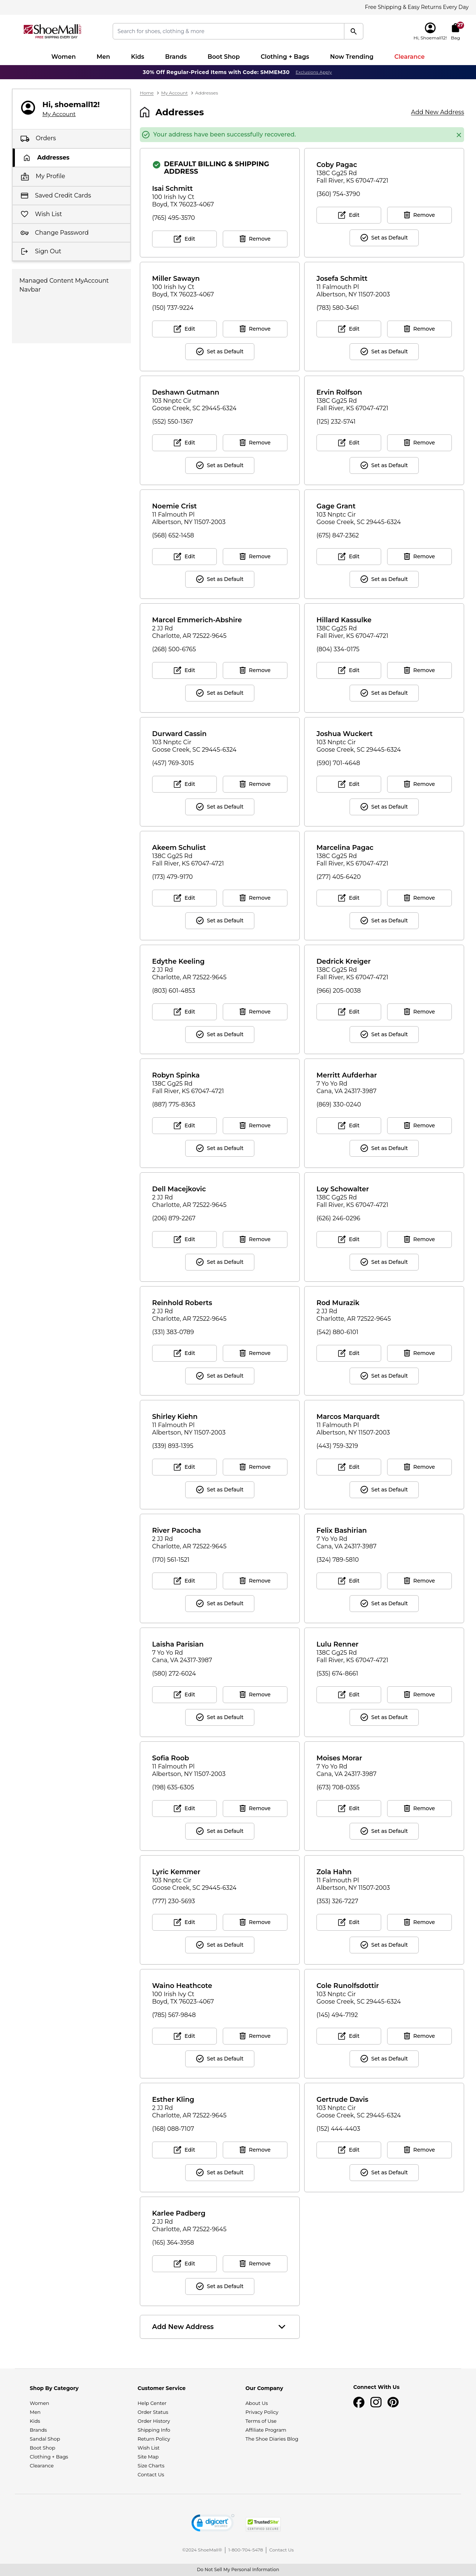 Free Shipping & Easy Returns Every Day
ShoeMall
FREE SHIPPING EVERY DAY!
Search for shoes, clothing & more
Hi, Shoemall12!
Bag
Women
Men
Kids
Brands
Boot Shop
Clothing + Bags
Now Trending
Clearance
30% Off Regular-Priced Items with Code: SMMEM30 Exclusions Apply
Hi, shoemall12!
My Account
Orders
Addresses
My Profile
Saved Credit Cards
Wish List
Change Password
Sign Out
Managed Content MyAccount
Navbar
Home > My Account > Addresses
Addresses
Add New Address
Your address have been successfully recovered.
DEFAULT BILLING & SHIPPING
ADDRESS
Isai Schmitt
100 Irish Ivy Ct
Boyd, TX 76023-4067
(765) 495-3570
Edit
Remove
Coby Pagac
138C Gg25 Rd
Fall River, KS 67047-4721
(360) 754-3790
Edit
Remove
Set as Default
Miller Sawayn
100 Irish Ivy Ct
Boyd, TX 76023-4067
(150) 737-9224
Edit
Remove
Set as Default
Josefa Schmitt
11 Falmouth Pl
Albertson, NY 11507-2003
(783) 580-3461
Edit
Remove
Set as Default
Deshawn Gutmann
103 Nnptc Cir
Goose Creek, SC 29445-6324
(552) 550-1367
Edit
Remove
Set as Default
Ervin Rolfson
138C Gg25 Rd
Fall River, KS 67047-4721
(125) 232-5741
Edit
Remove
Set as Default
Noemie Crist
11 Falmouth Pl
Albertson, NY 11507-2003
(568) 652-1458
Edit
Remove
Set as Default
Gage Grant
103 Nnptc Cir
Goose Creek, SC 29445-6324
(675) 847-2362
Edit
Remove
Set as Default
Marcel Emmerich-Abshire
2 JJ Rd
Charlotte, AR 72522-9645
(268) 500-6765
Edit
Remove
Set as Default
Hillard Kassulke
138C Gg25 Rd
Fall River, KS 67047-4721
(804) 334-0175
Edit
Remove
Set as Default
Durward Cassin
103 Nnptc Cir
Goose Creek, SC 29445-6324
(457) 769-3015
Edit
Remove
Set as Default
Joshua Wuckert
103 Nnptc Cir
Goose Creek, SC 29445-6324
(590) 701-4648
Edit
Remove
Set as Default
Akeem Schulist
138C Gg25 Rd
Fall River, KS 67047-4721
(173) 479-9170
Edit
Remove
Set as Default
Marcelina Pagac
138C Gg25 Rd
Fall River, KS 67047-4721
(277) 405-6420
Edit
Remove
Set as Default
Edythe Keeling
2 JJ Rd
Charlotte, AR 72522-9645
(803) 601-4853
Edit
Remove
Set as Default
Dedrick Kreiger
138C Gg25 Rd
Fall River, KS 67047-4721
(966) 205-0038
Edit
Remove
Set as Default
Robyn Spinka
138C Gg25 Rd
Fall River, KS 67047-4721
(887) 775-8363
Edit
Remove
Set as Default
Merritt Aufderhar
7 Yo Yo Rd
Cana, VA 24317-3987
(869) 330-0240
Edit
Remove
Set as Default
Dell Macejkovic
2 JJ Rd
Charlotte, AR 72522-9645
(206) 879-2267
Edit
Remove
Set as Default
Loy Schowalter
138C Gg25 Rd
Fall River, KS 67047-4721
(626) 246-0296
Edit
Remove
Set as Default
Reinhold Roberts
2 JJ Rd
Charlotte, AR 72522-9645
(331) 383-0789
Edit
Remove
Set as Default
Rod Murazik
2 JJ Rd
Charlotte, AR 72522-9645
(542) 880-6101
Edit
Remove
Set as Default
Shirley Kiehn
11 Falmouth Pl
Albertson, NY 11507-2003
(339) 893-1395
Edit
Remove
Set as Default
Marcos Marquardt
11 Falmouth Pl
Albertson, NY 11507-2003
(443) 759-3219
Edit
Remove
Set as Default
River Pacocha
2 JJ Rd
Charlotte, AR 72522-9645
(170) 561-1521
Edit
Remove
Set as Default
Felix Bashirian
7 Yo Yo Rd
Cana, VA 24317-3987
(324) 789-5810
Edit
Remove
Set as Default
Laisha Parisian
7 Yo Yo Rd
Cana, VA 24317-3987
(580) 272-6024
Edit
Remove
Set as Default
Lulu Renner
138C Gg25 Rd
Fall River, KS 67047-4721
(535) 674-8661
Edit
Remove
Set as Default
Sofia Roob
11 Falmouth Pl
Albertson, NY 11507-2003
(198) 635-6305
Edit
Remove
Set as Default
Moises Morar
7 Yo Yo Rd
Cana, VA 24317-3987
(673) 708-0355
Edit
Remove
Set as Default
Lyric Kemmer
103 Nnptc Cir
Goose Creek, SC 29445-6324
(777) 230-5693
Edit
Remove
Set as Default
Zola Hahn
11 Falmouth Pl
Albertson, NY 11507-2003
(353) 326-7227
Edit
Remove
Set as Default
Waino Heathcote
100 Irish Ivy Ct
Boyd, TX 76023-4067
(785) 567-9848
Edit
Remove
Set as Default
Cole Runolfsdottir
103 Nnptc Cir
Goose Creek, SC 29445-6324
(145) 494-7192
Edit
Remove
Set as Default
Esther Kling
2 JJ Rd
Charlotte, AR 72522-9645
(168) 088-7107
Edit
Remove
Set as Default
Gertrude Davis
103 Nnptc Cir
Goose Creek, SC 29445-6324
(152) 444-4403
Edit
Remove
Set as Default
Karlee Padberg
2 JJ Rd
Charlotte, AR 72522-9645
(165) 364-3958
Edit
Remove
Set as Default
Add New Address
Shop By Category
Women
Men
Kids
Brands
Sandal Shop
Boot Shop
Clothing + Bags
Clearance
Customer Service
Help Center
Order Status
Order History
Shipping Info
Return Policy
Wish List
Site Map
Size Charts
Contact Us
Our Company
About Us
Privacy Policy
Terms of Use
Affiliate Program
The Shoe Diaries Blog
Connect With Us
digicert
TrustedSite
CERTIFIED SECURE
©2024 ShoeMall® | 1-800-704-5478 | Contact Us
Do Not Sell My Personal Information